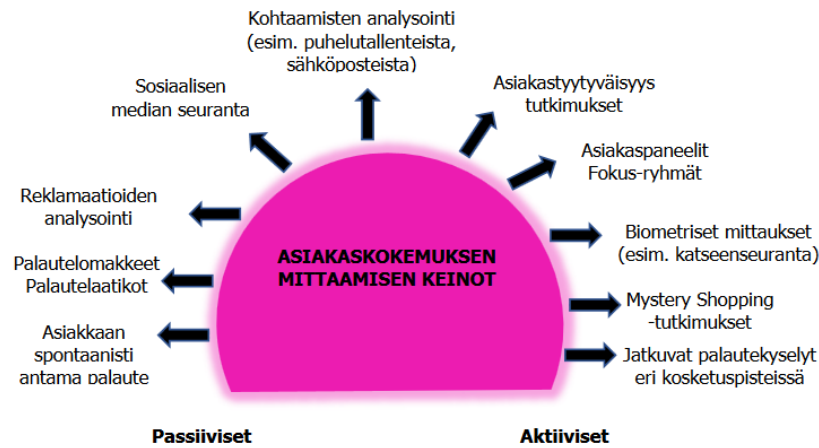 Kohtaamisten analysointi
(esim. puhelutallenteista,
sähköposteista)
Sosiaalisen
median seuranta
Asiakastyytyväisyys
tutkimukset
Asiakaspaneelit
Fokus-ryhmät
Reklamaatioiden
analysointi
Biometriset mittaukset
(esim. katseenseuranta)
ASIAKASKOKEMUKSEN
MITTAAMISEN KEINOT
Palautelomakkeet
Palautelaatikot
Mystery Shopping
-tutkimukset
Asiakkaan
spontaanisti
antama palaute
Jatkuvat palautekyselyt
eri kosketuspisteissä
Passiiviset
Aktiiviset